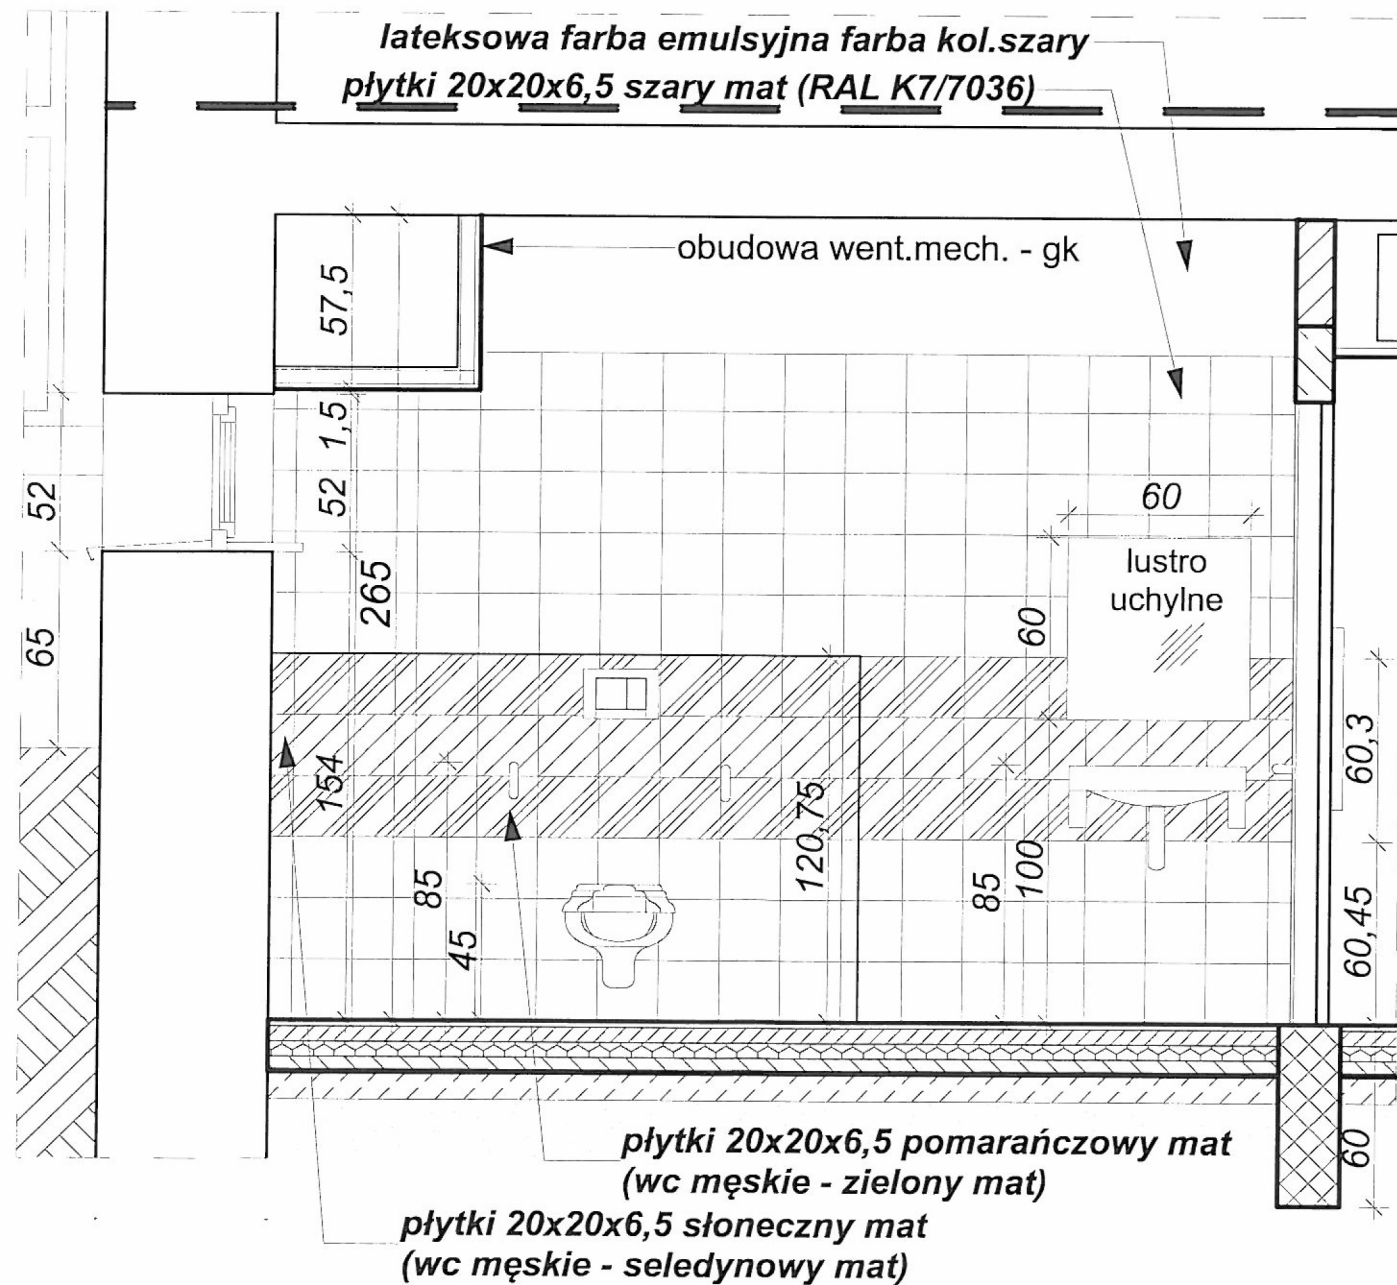 lateksowa farba emulsyjna farba kol.szary
płytki 20x20x6,5 szary mat (RAL K7/7036)
obudowa went.mech. - gk
57,5
1,5
52
52
265
65
60
lustro
uchylne
60
60,3
154
120,75
85
100
85
45
60,45
60
płytki 20x20x6,5 pomarańczowy mat
(wc męskie - zielony mat)
płytki 20x20x6,5 słoneczny mat
(wc męskie - seledynowy mat)